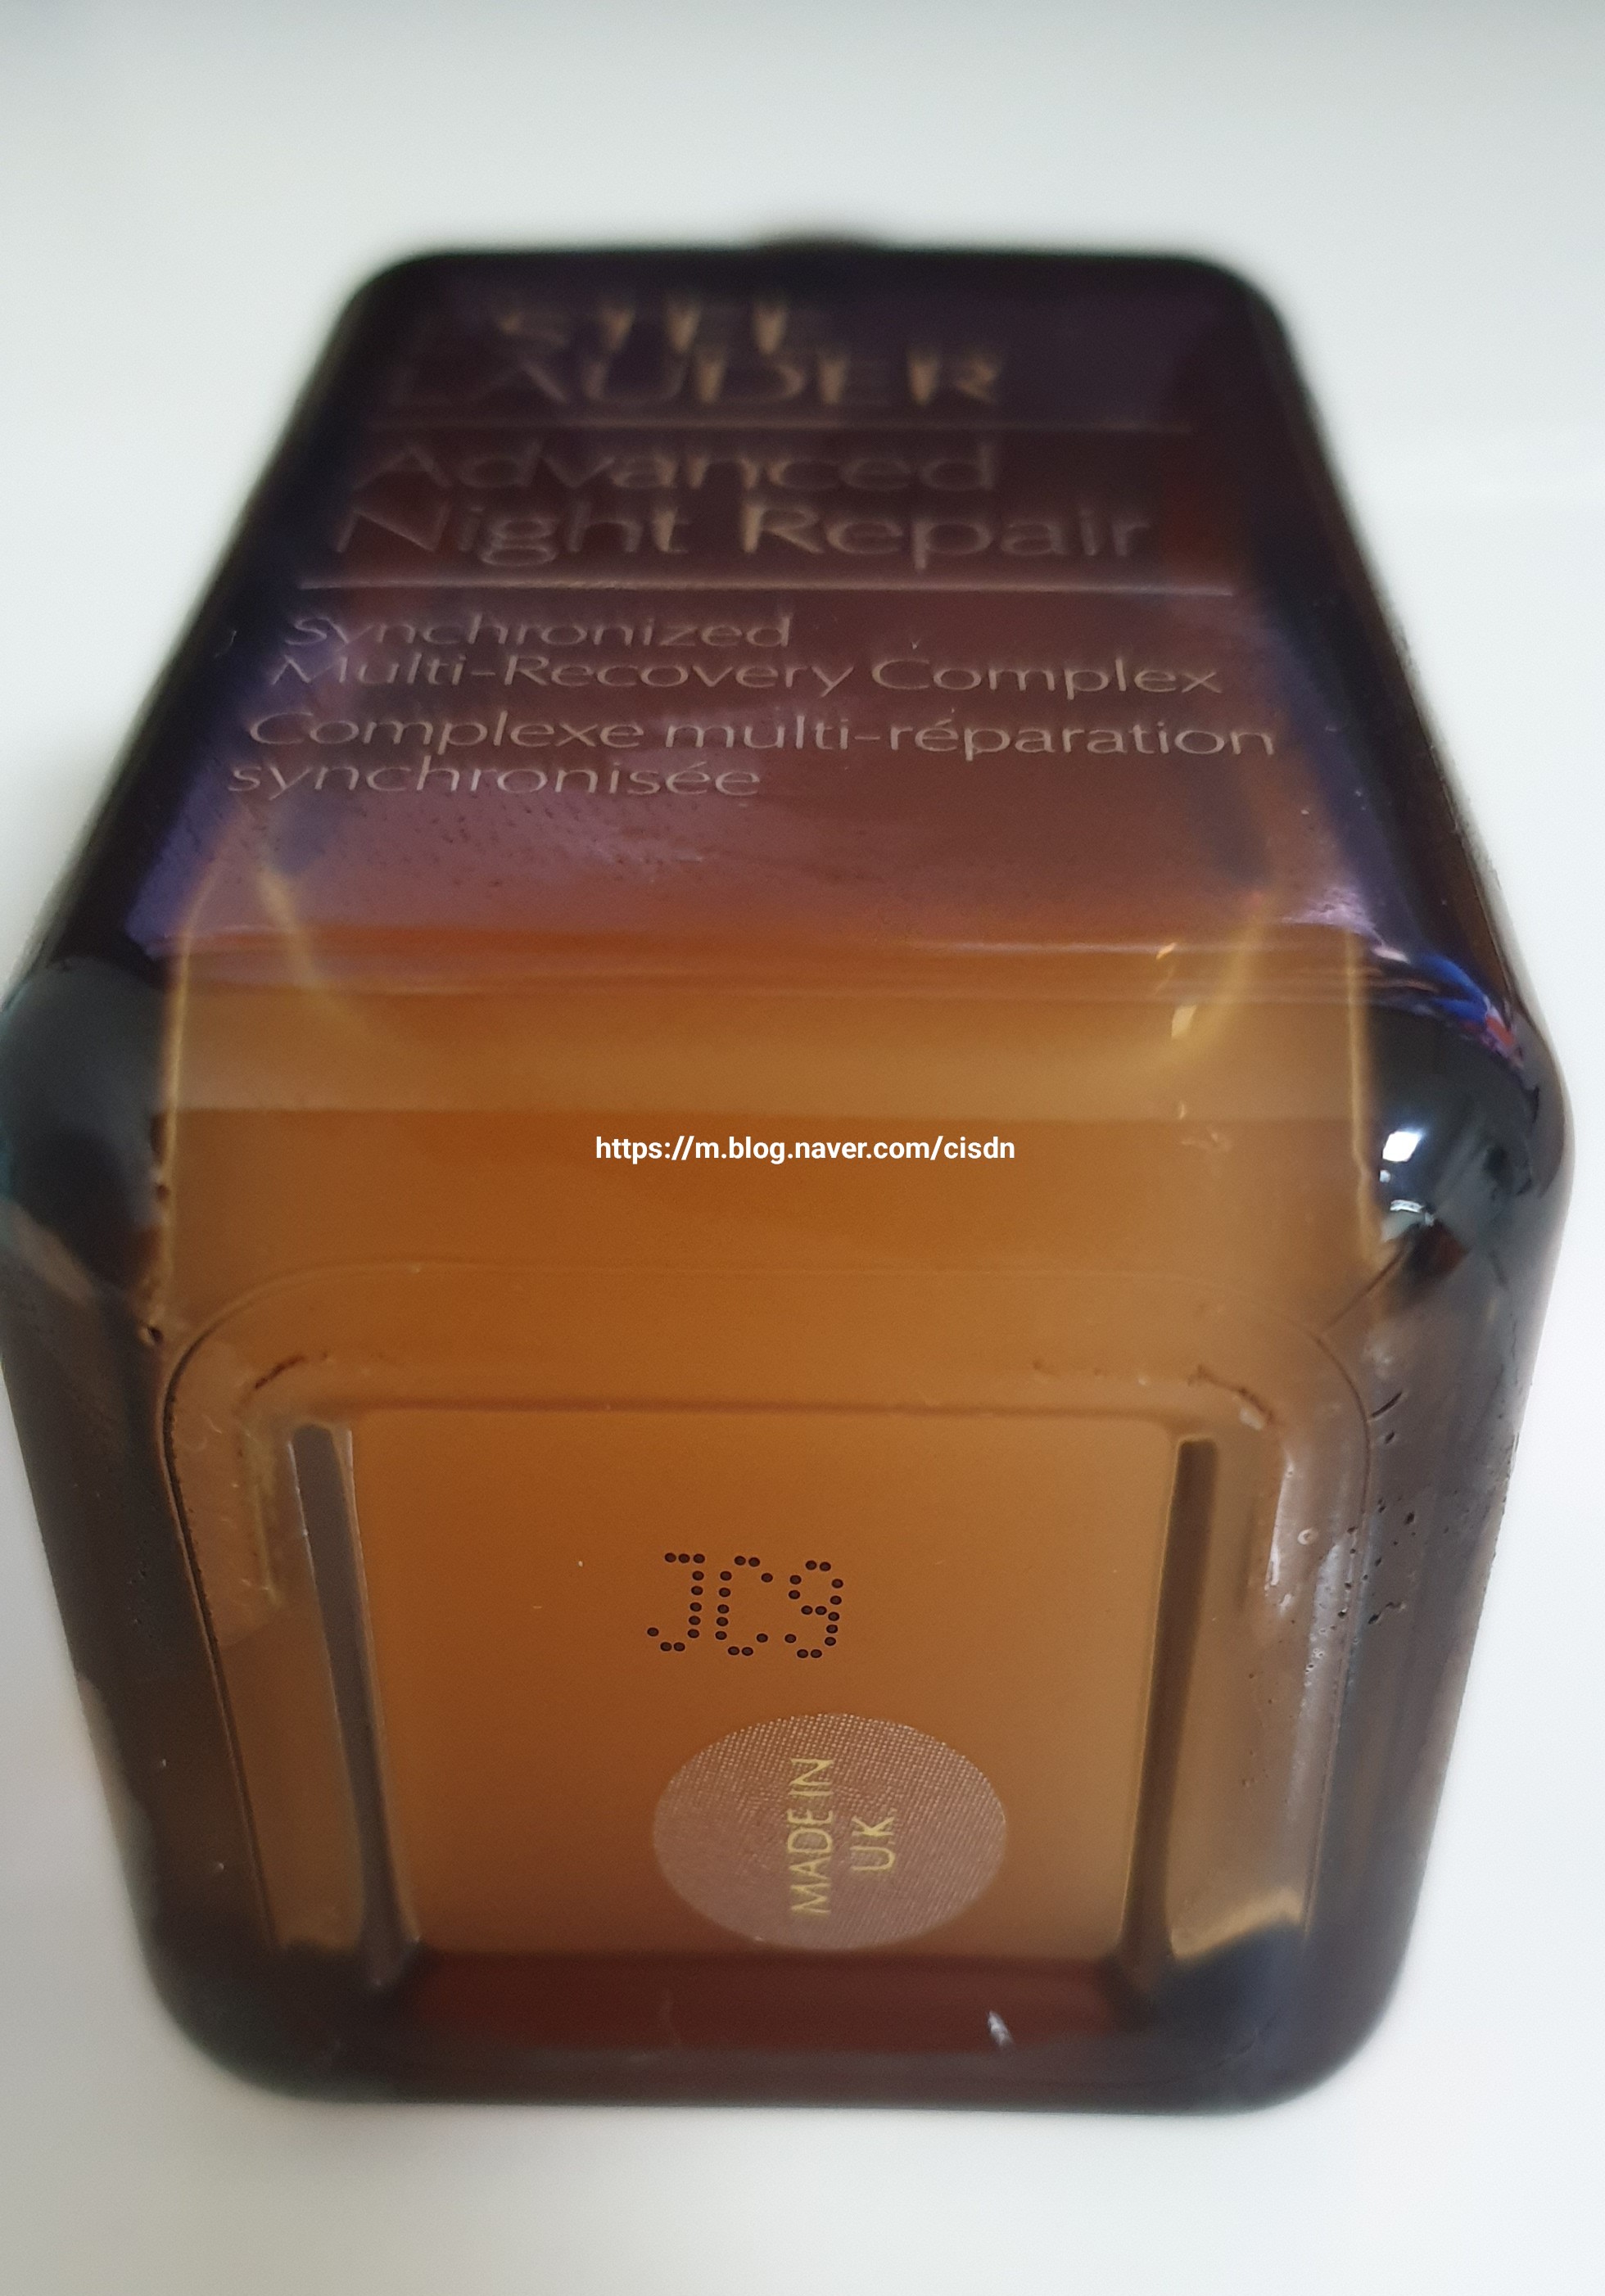 ESTĒE
LAUDER
Advanced
Night Repair
Synchronized
Multi-Recovery Complex
Complexe multi-réparation
synchronisée
https://m.blog.naver.com/cisdn
JC9
MADE IN
U.K.